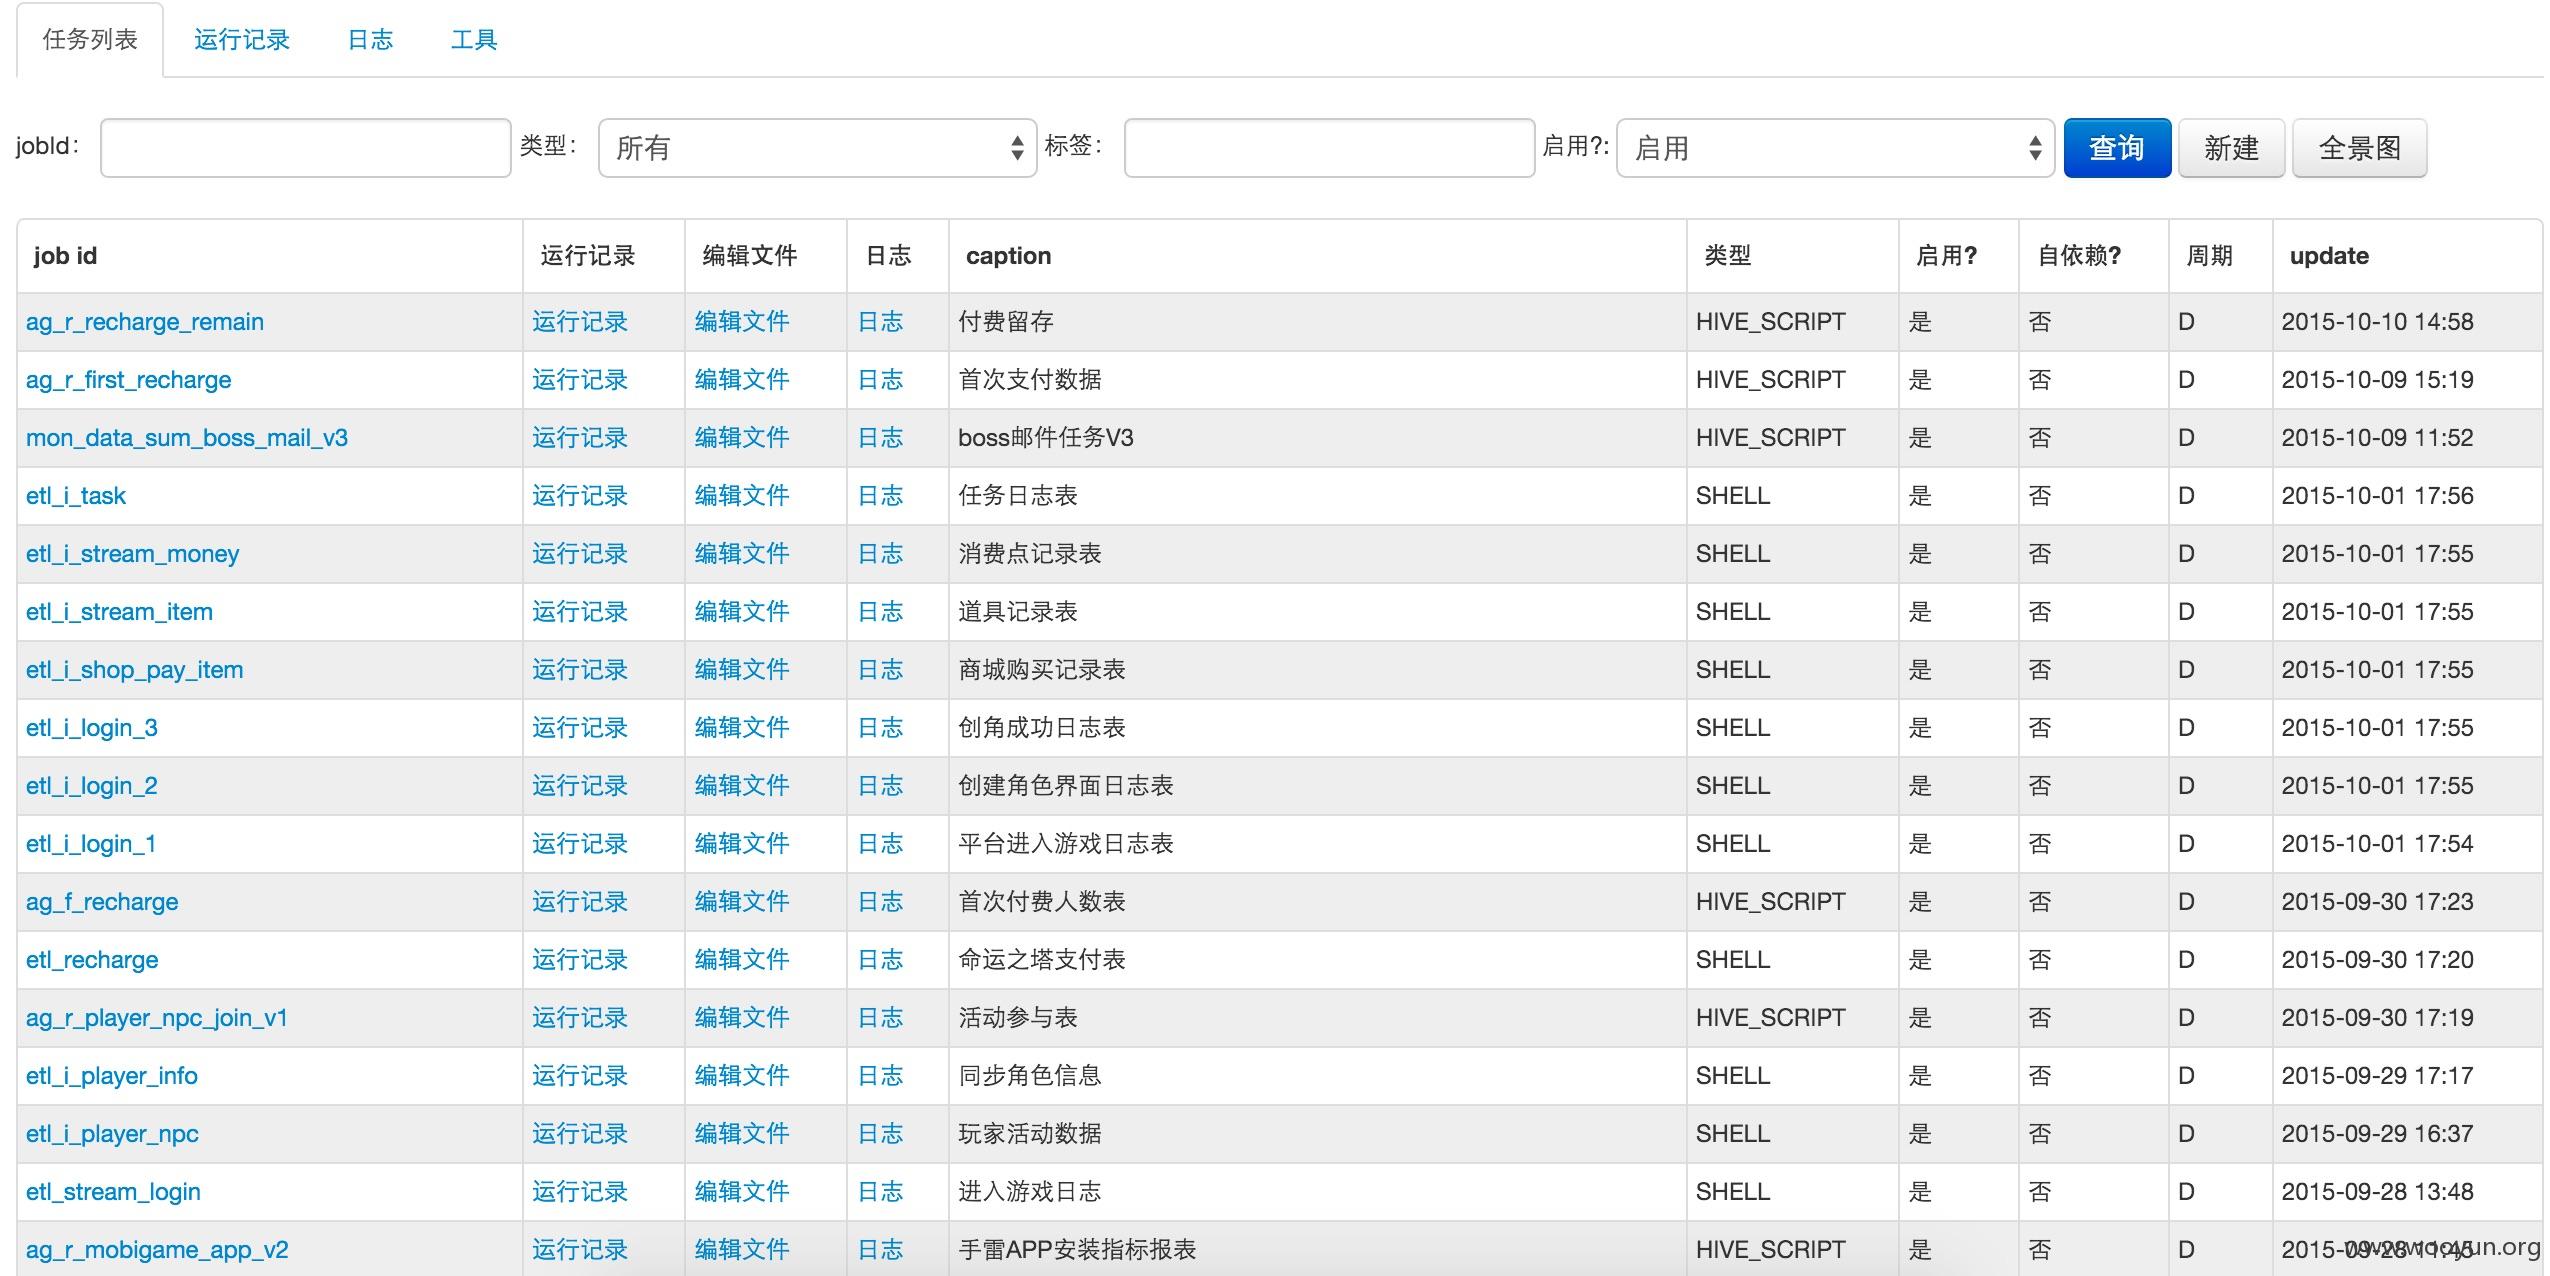 任务列表 运行记录 日志 工具
jobId: 类型: 所有 标签: 启用?: 启用 查询 新建 全景图
job id 运行记录 编辑文件 日志 caption 类型 启用? 自依赖? 周期 update
ag_r_recharge_remain 运行记录 编辑文件 日志 付费留存 HIVE_SCRIPT 是 否 D 2015-10-10 14:58
ag_r_first_recharge 运行记录 编辑文件 日志 首次支付数据 HIVE_SCRIPT 是 否 D 2015-10-09 15:19
mon_data_sum_boss_mail_v3 运行记录 编辑文件 日志 boss邮件任务V3 HIVE_SCRIPT 是 否 D 2015-10-09 11:52
etl_i_task 运行记录 编辑文件 日志 任务日志表 SHELL 是 否 D 2015-10-01 17:56
etl_i_stream_money 运行记录 编辑文件 日志 消费点记录表 SHELL 是 否 D 2015-10-01 17:55
etl_i_stream_item 运行记录 编辑文件 日志 道具记录表 SHELL 是 否 D 2015-10-01 17:55
etl_i_shop_pay_item 运行记录 编辑文件 日志 商城购买记录表 SHELL 是 否 D 2015-10-01 17:55
etl_i_login_3 运行记录 编辑文件 日志 创角成功日志表 SHELL 是 否 D 2015-10-01 17:55
etl_i_login_2 运行记录 编辑文件 日志 创建角色界面日志表 SHELL 是 否 D 2015-10-01 17:55
etl_i_login_1 运行记录 编辑文件 日志 平台进入游戏日志表 SHELL 是 否 D 2015-10-01 17:54
ag_f_recharge 运行记录 编辑文件 日志 首次付费人数表 HIVE_SCRIPT 是 否 D 2015-09-30 17:23
etl_recharge 运行记录 编辑文件 日志 命运之塔支付表 SHELL 是 否 D 2015-09-30 17:20
ag_r_player_npc_join_v1 运行记录 编辑文件 日志 活动参与表 HIVE_SCRIPT 是 否 D 2015-09-30 17:19
etl_i_player_info 运行记录 编辑文件 日志 同步角色信息 SHELL 是 否 D 2015-09-29 17:17
etl_i_player_npc 运行记录 编辑文件 日志 玩家活动数据 SHELL 是 否 D 2015-09-29 16:37
etl_stream_login 运行记录 编辑文件 日志 进入游戏日志 SHELL 是 否 D 2015-09-28 13:48
ag_r_mobigame_app_v2 运行记录 编辑文件 日志 手雷APP安装指标报表 HIVE_SCRIPT 是 否 D 2015-09-28 11:45
www.wooyun.org